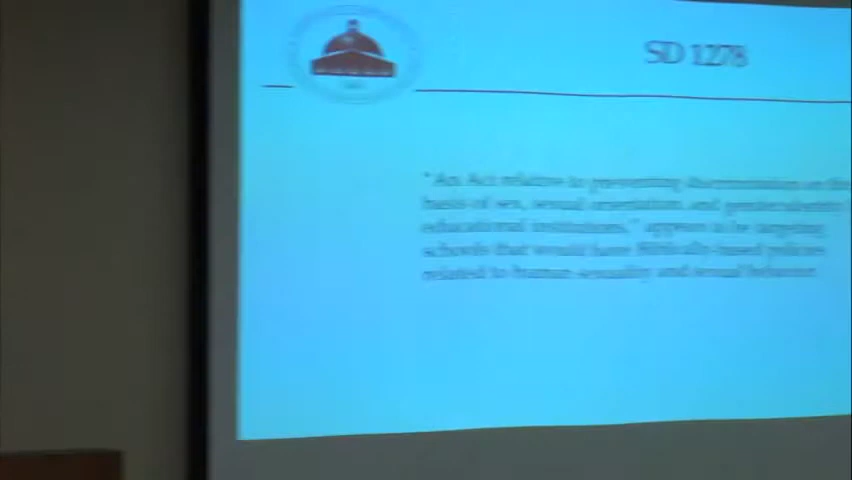 SD 1278
"An Act relative to preventing discrimination on the
basis of sex, sexual orientation and gender identity
educational institutions," appears to be targeting
schools that would have Biblically based policies
related to human sexuality and sexual behavior.